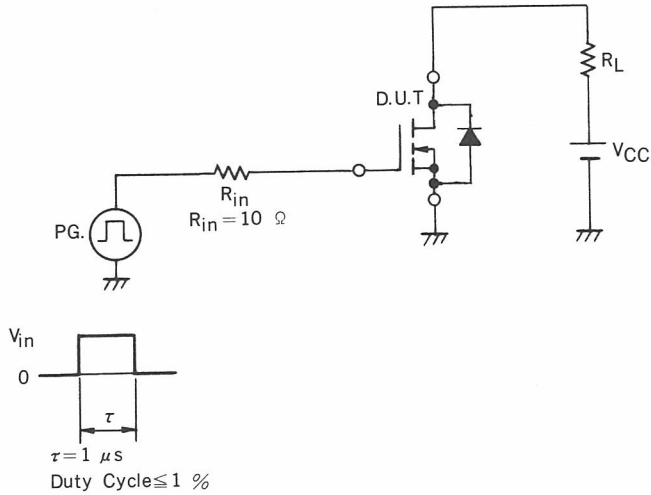 D.U.T
R_L
V_CC
R_in
R_in=10 Ω
PG.
V_in
0
τ
τ=1 μs
Duty Cycle≦1 %